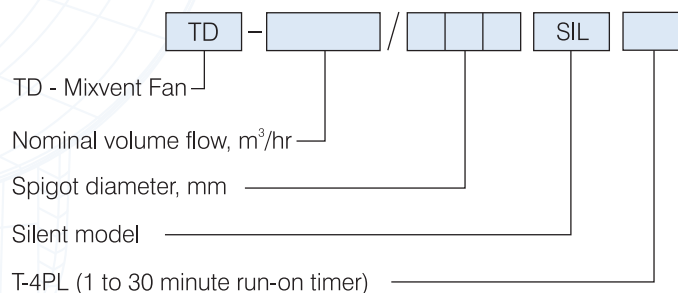 TD - / SIL
TD - Mixvent Fan
Nominal volume flow, m³/hr
Spigot diameter, mm
Silent model
T-4PL (1 to 30 minute run-on timer)